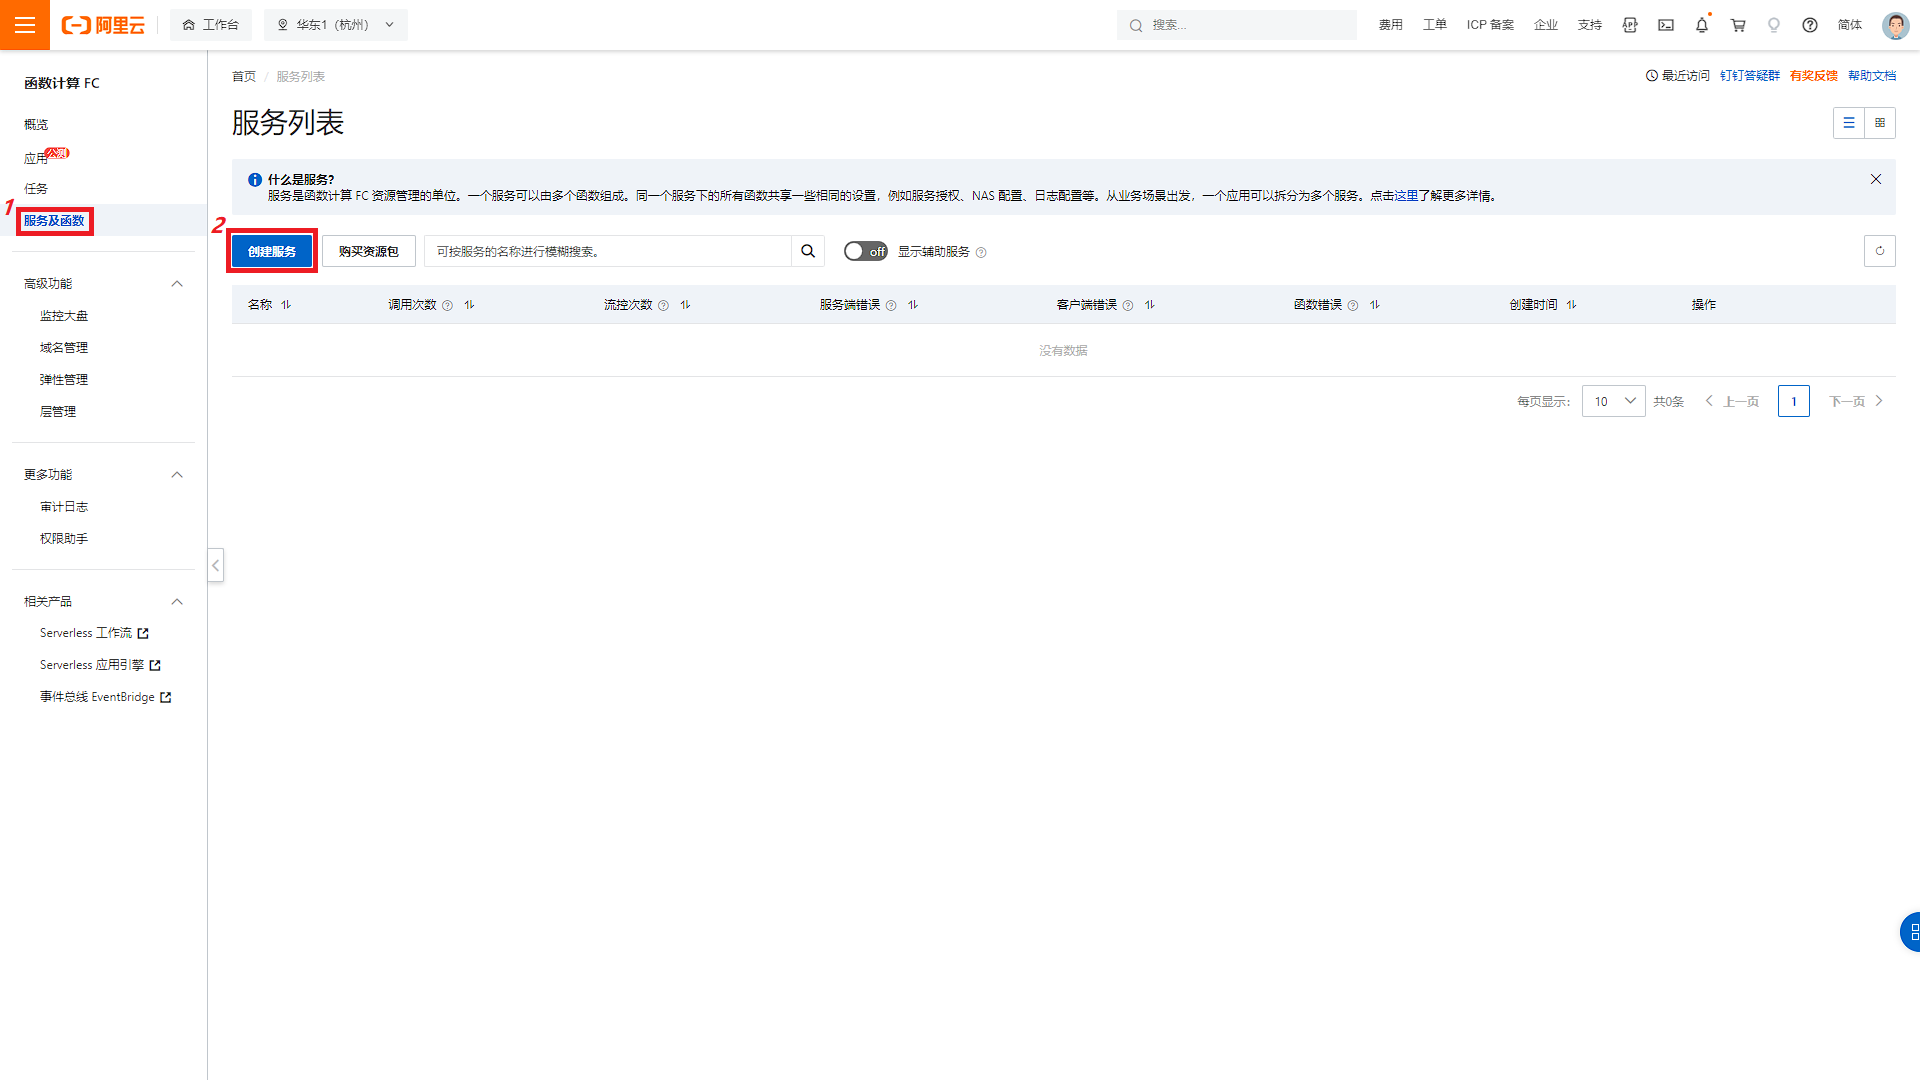 阿里云
工作台
华东1（杭州）
搜索...
费用
工单
ICP 备案
企业
支持
简体
函数计算 FC
概览
应用
公测
任务
1
服务及函数
高级功能
监控大盘
域名管理
弹性管理
层管理
更多功能
审计日志
权限助手
相关产品
Serverless 工作流
Serverless 应用引擎
事件总线 EventBridge
首页 / 服务列表
最近访问 钉钉答疑群 有奖反馈 帮助文档
服务列表
什么是服务?
服务是函数计算 FC 资源管理的单位。一个服务可以由多个函数组成。同一个服务下的所有函数共享一些相同的设置，例如服务授权、NAS 配置、日志配置等。从业务场景出发，一个应用可以拆分为多个服务。点击这里了解更多详情。
2
创建服务
购买资源包
可按服务的名称进行模糊搜索。
off
显示辅助服务
名称 调用次数 流控次数 服务端错误 客户端错误 函数错误 创建时间 操作
没有数据
每页显示： 10 共0条 上一页 1 下一页